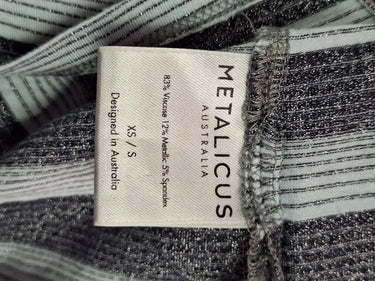 METALICUS
AUSTRALIA
83% Viscose 12% Metallic 5% Spandex
XS / S
Designed in Australia